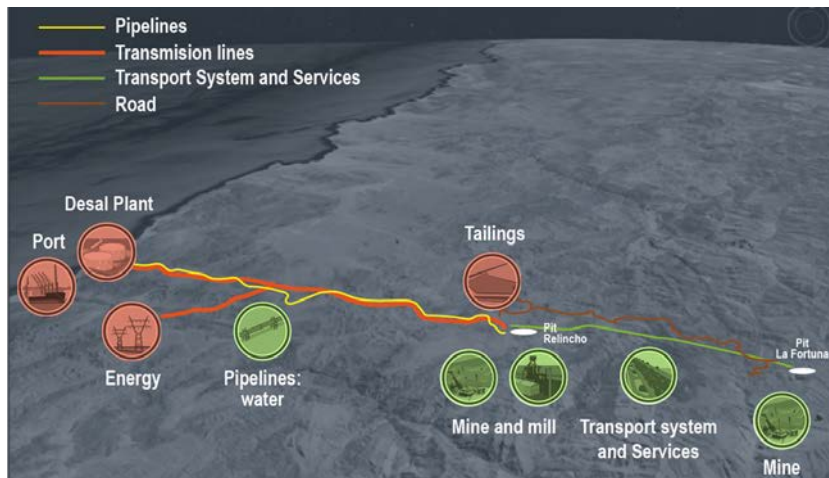 Pipelines
Transmision lines
Transport System and Services
Road
Desal Plant
Port
Tailings
Pit
Relincho
Pit
La Fortuna
Energy
Pipelines:
water
Mine and mill
Transport system
and Services
Mine